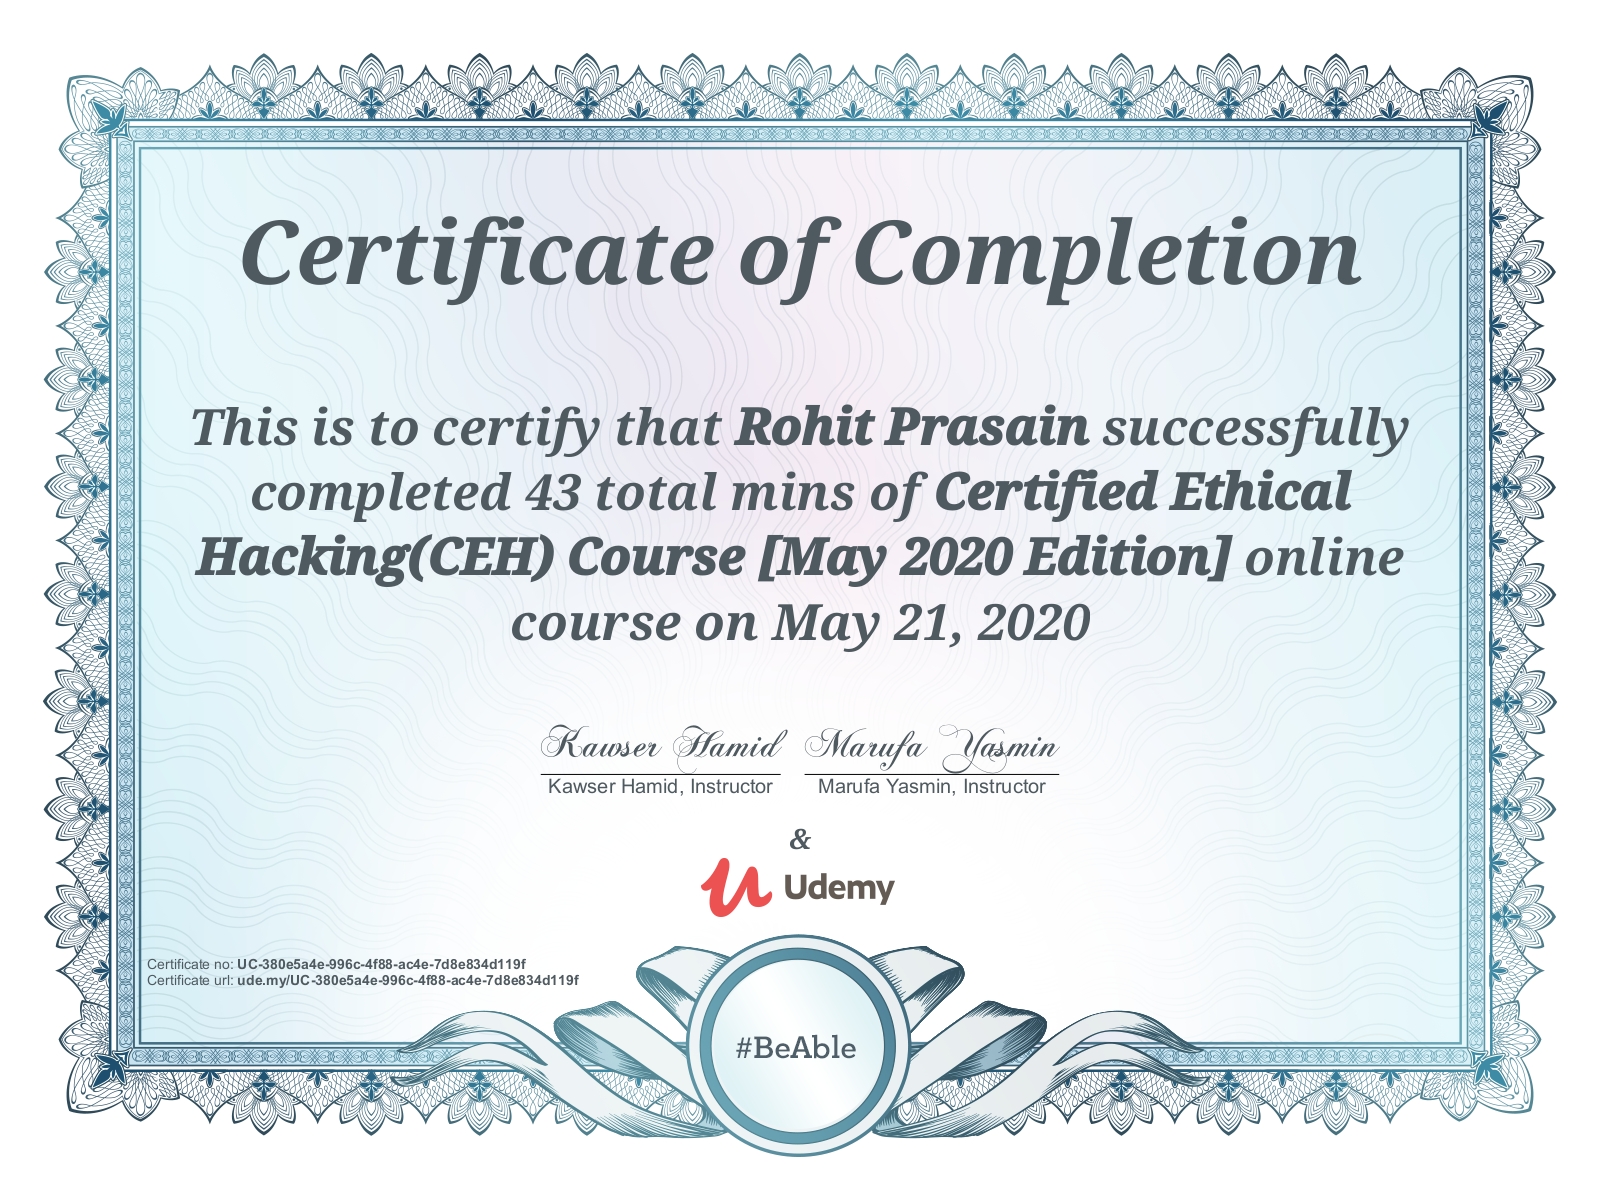 Certificate of Completion
This is to certify that Rohit Prasain successfully
completed 43 total mins of Certified Ethical
Hacking(CEH) Course [May 2020 Edition] online
course on May 21, 2020
Kawser Hamid Marufa Yasmin
Kawser Hamid, Instructor Marufa Yasmin, Instructor
&
Udemy
Certificate no: UC-380e5a4e-996c-4f88-ac4e-7d8e834d119f
Certificate url: ude.my/UC-380e5a4e-996c-4f88-ac4e-7d8e834d119f
#BeAble